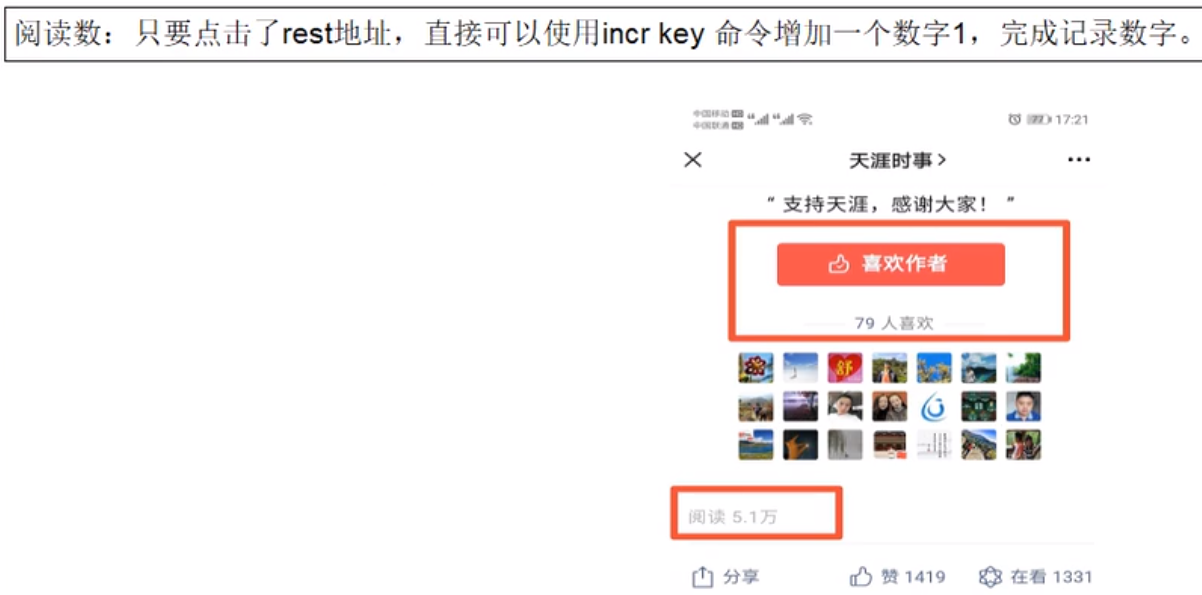 阅读数：只要点击了rest地址，直接可以使用incr key 命令增加一个数字1，完成记录数字。
中国移动 HD
中国联通 HD
77 17:21
天涯时事
“ 支持天涯，感谢大家！ ”
喜欢作者
79 人喜欢
舒
阅读 5.1万
分享 赞 1419 在看 1331